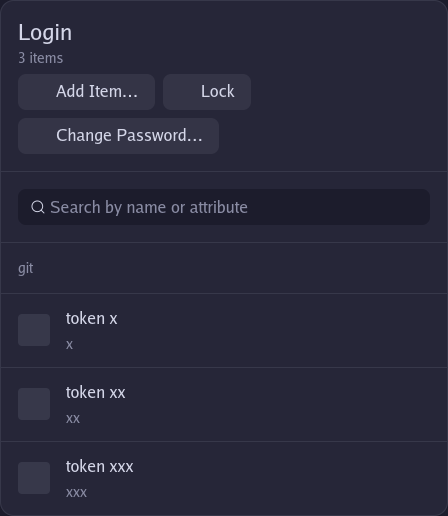 Login
3 items
Add Item…
Lock
Change Password…
Search by name or attribute
git
token x
x
token xx
xx
token xxx
xxx